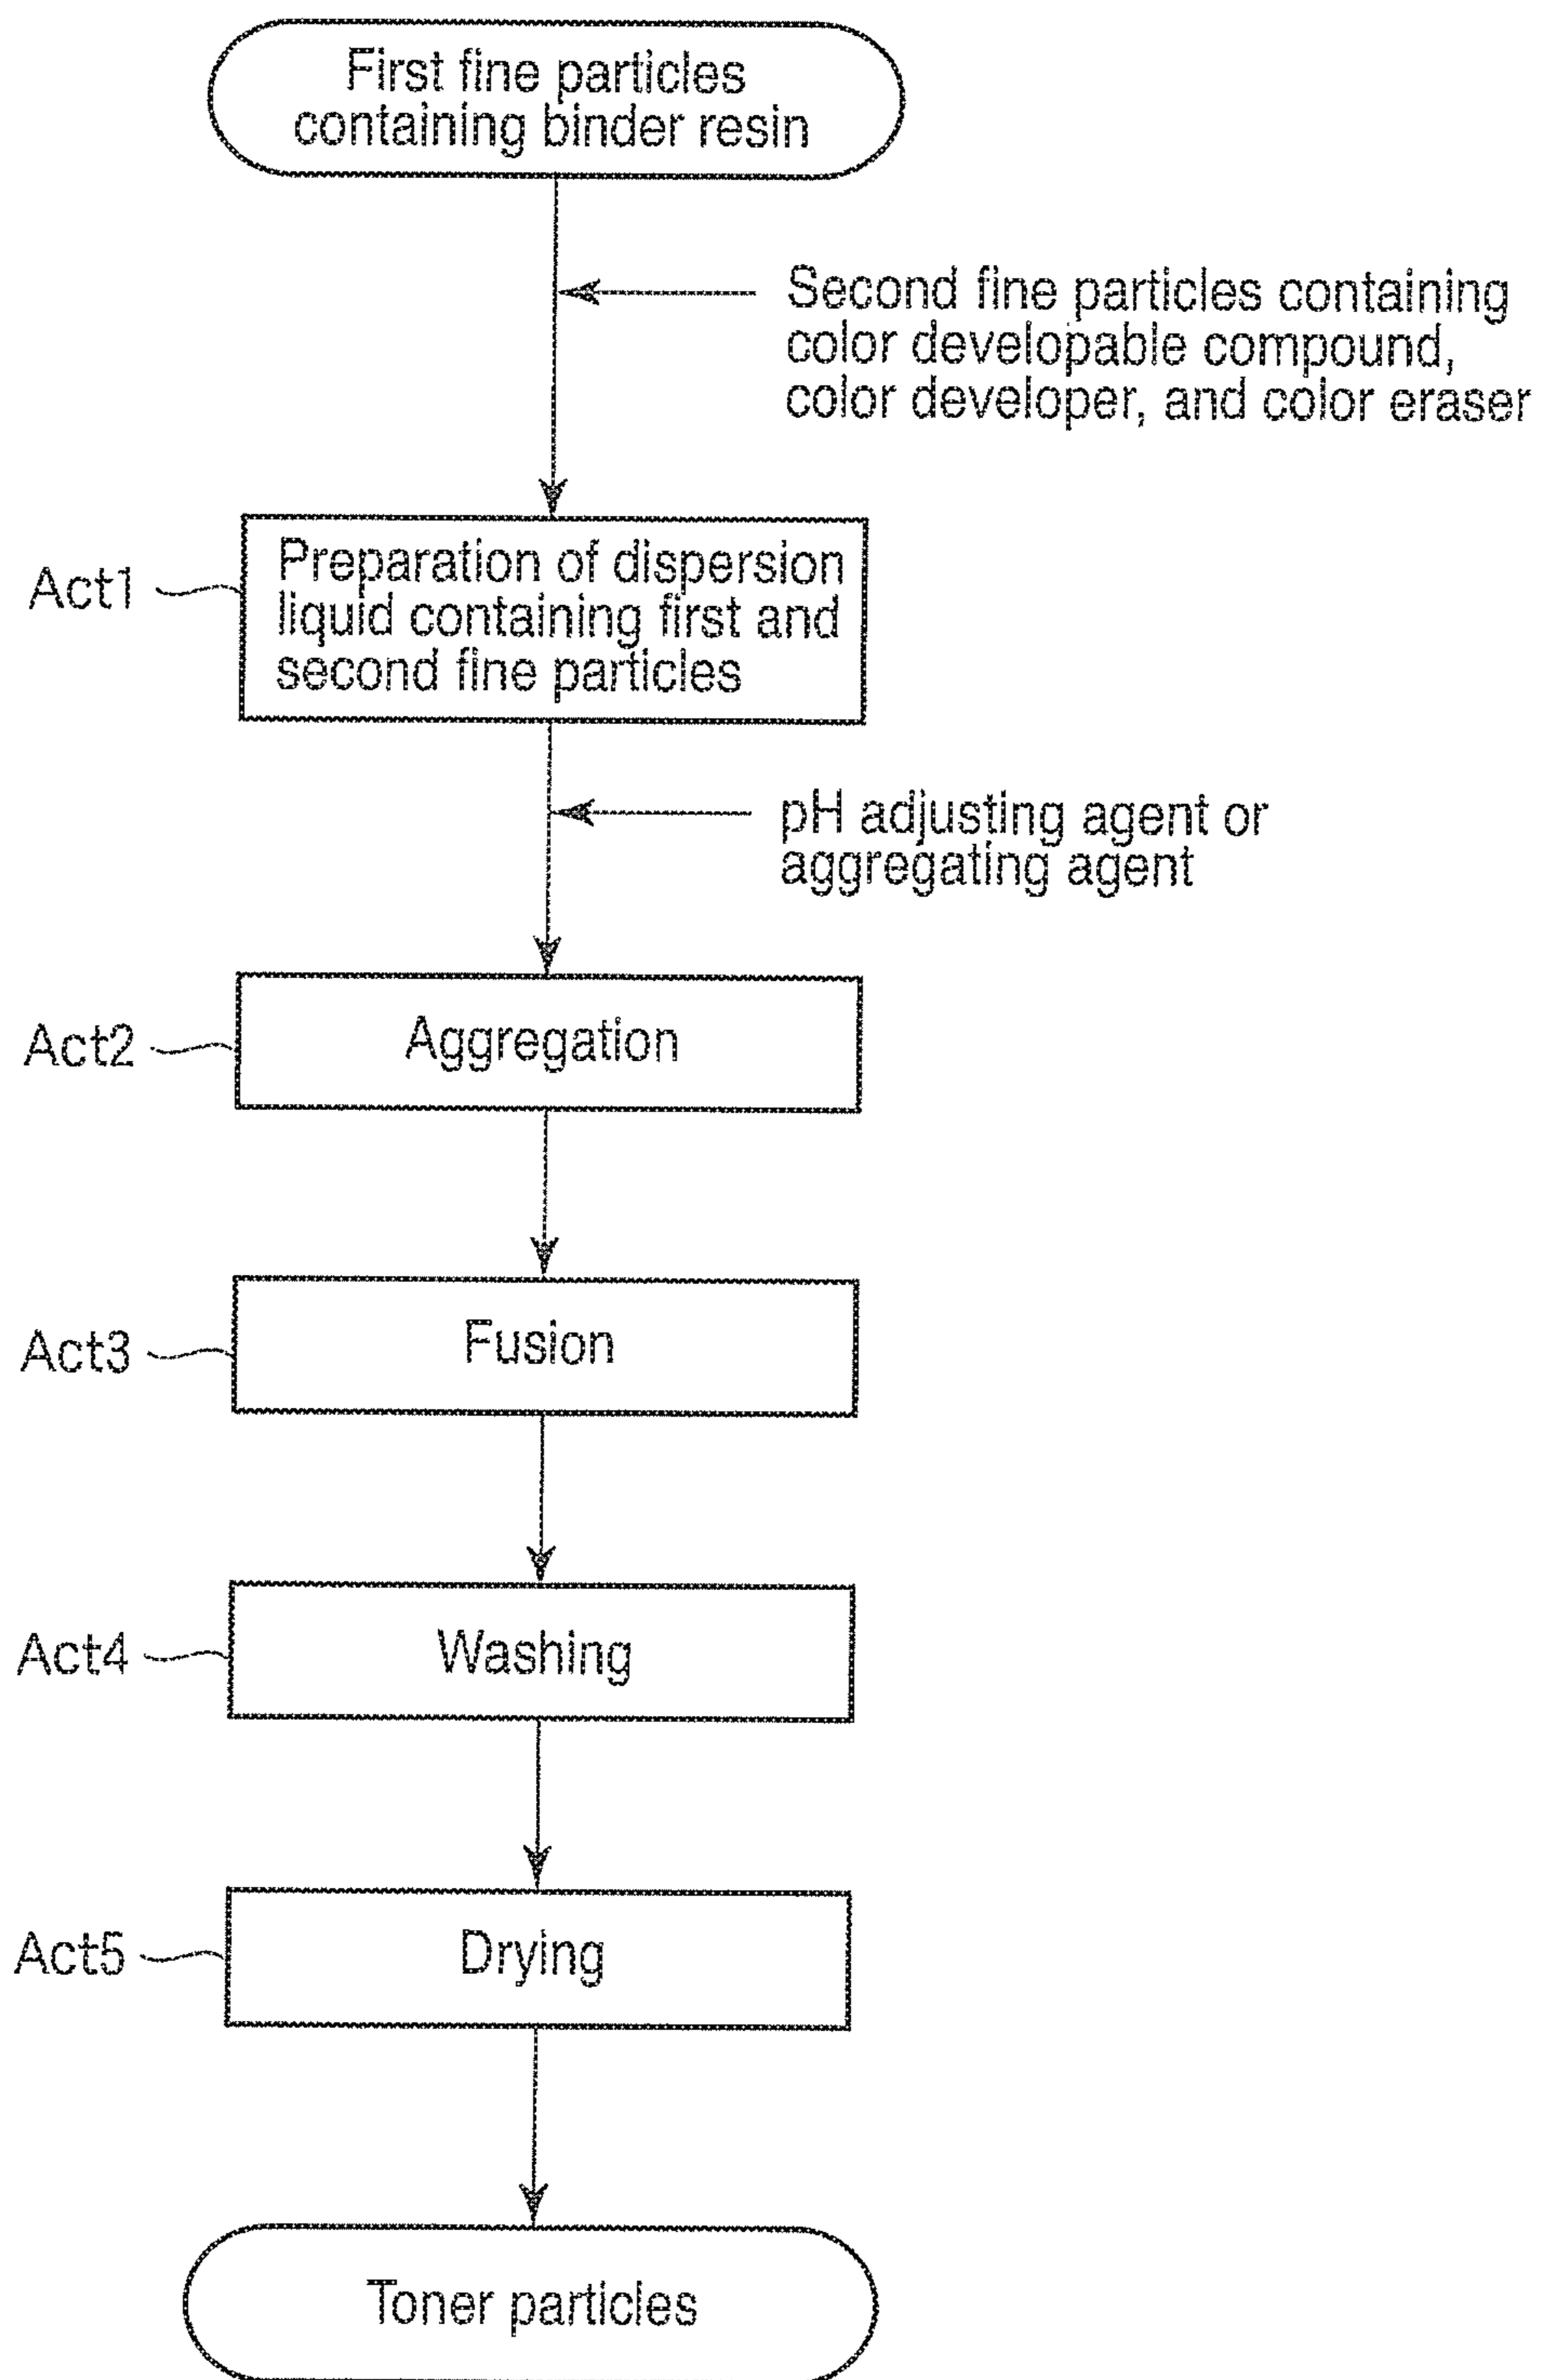 First fine particles
containing binder resin
Second fine particles containing
color developable compound,
color developer, and color eraser
Act1
Preparation of dispersion
liquid containing first and
second fine particles
pH adjusting agent or
aggregating agent
Act2
Aggregation
Act3
Fusion
Act4
Washing
Act5
Drying
Toner particles